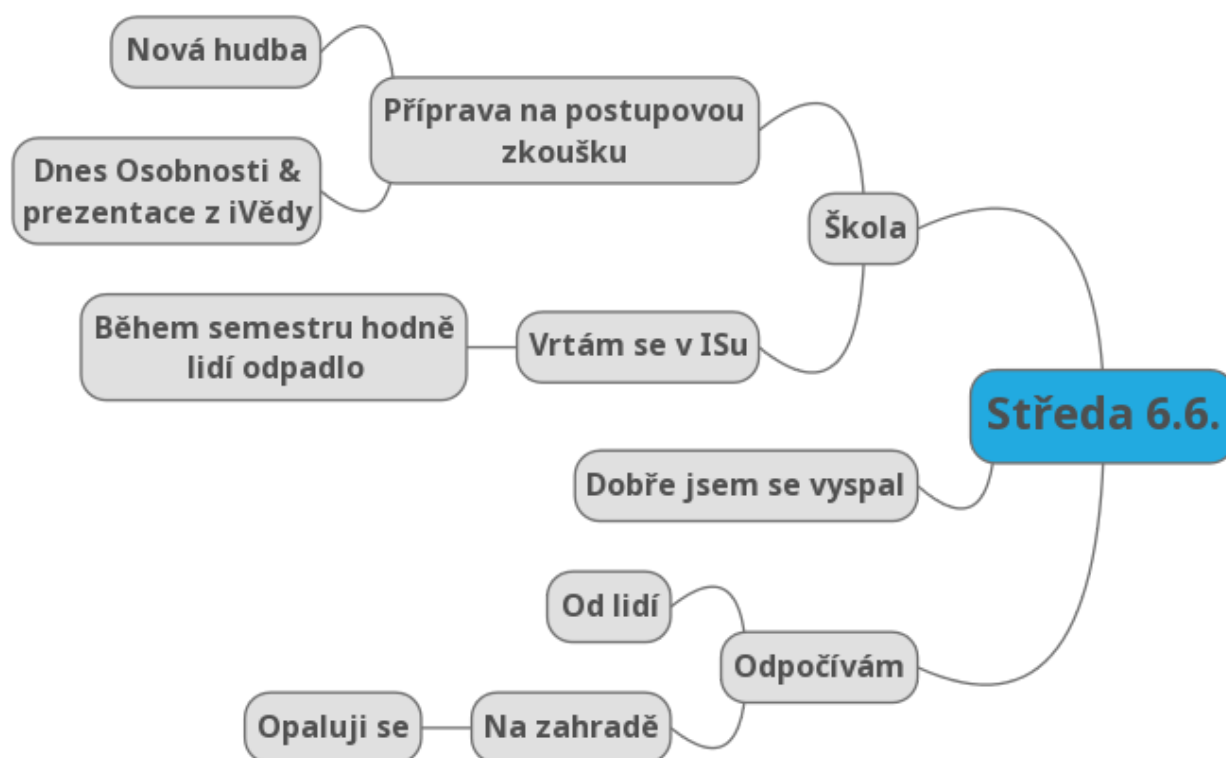 Nová hudba
Příprava na postupovou
zkoušku
Dnes Osobnosti &
prezentace z iVědy
Škola
Během semestru hodně
lidí odpadlo
Vrtám se v ISu
Středa 6.6.
Dobře jsem se vyspal
Od lidí
Odpočívám
Opaluji se
Na zahradě